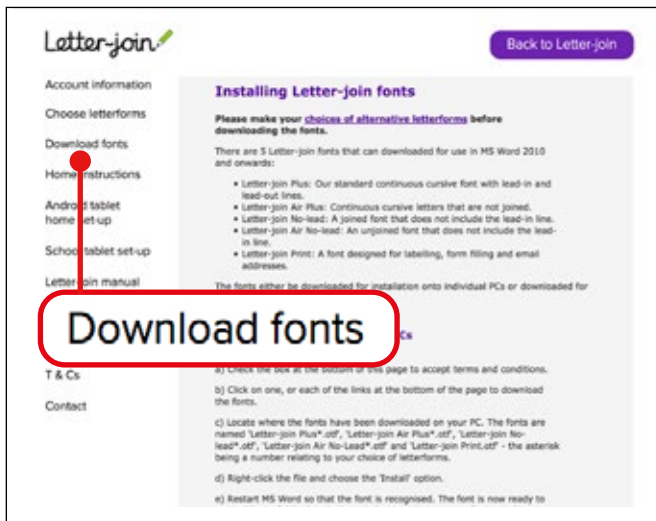 Letter-join
Back to Letter-join
Account information
Choose letterforms
Download fonts
Home instructions
Android tablet
home set-up
School tablet set-up
Letter-join manual
T & Cs
Contact
Installing Letter-join fonts
Please make your choices of alternative letterforms before
downloading the fonts.
There are 5 Letter-join fonts that can downloaded for use in MS Word 2010
and onwards:
• Letter-join Plus: Our standard continuous cursive font with lead-in and
lead-out lines.
• Letter-join Air Plus: Continuous cursive letters that are not joined.
• Letter-join No-lead: A joined font that does not include the lead-in line.
• Letter-join Air No-lead: An unjoined font that does not include the lead-
in line.
• Letter-join Print: A font designed for labelling, form filling and email
addresses.
The fonts either be downloaded for installation onto individual PCs or downloaded for
Download fonts
Cs
a) Check the box at the bottom of this page to accept terms and conditions.
b) Click on one, or each of the links at the bottom of the page to download
the fonts.
c) Locate where the fonts have been downloaded on your PC. The fonts are
named 'Letter-join Plus*.otf', 'Letter-join Air Plus*.otf', 'Letter-join No-
lead*.otf', 'Letter-join Air No-Lead*.otf' and 'Letter-join Print.otf' - the asterisk
being a number relating to your choice of letterforms.
d) Right-click the file and choose the 'Install' option.
e) Restart MS Word so that the font is recognised. The font is now ready to